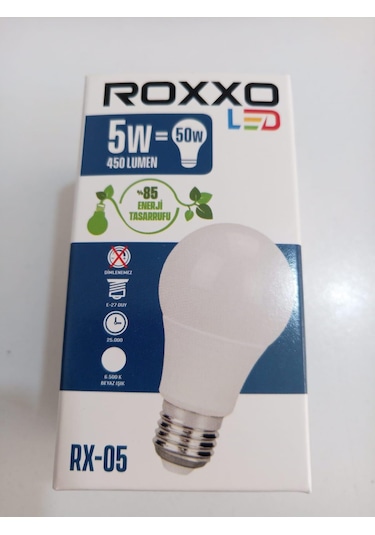 ROXXO
LED
5W = 50W
450 LUMEN
%85
ENERJİ
TASARRUFU
DİMLENEMEZ
E-27 DUY
25.000
6.500 K
BEYAZ IŞIK
RX-05